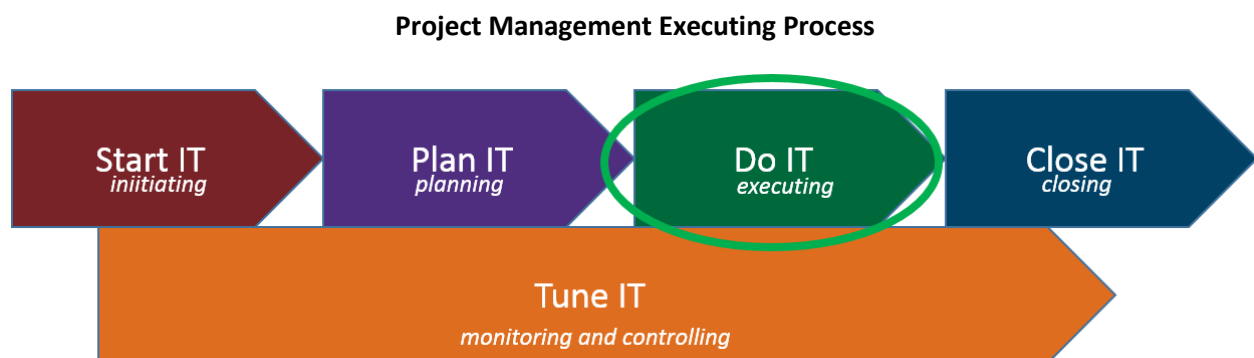 Project Management Executing Process
Start IT
iniitiating
Plan IT
planning
Do IT
executing
Close IT
closing
Tune IT
monitoring and controlling